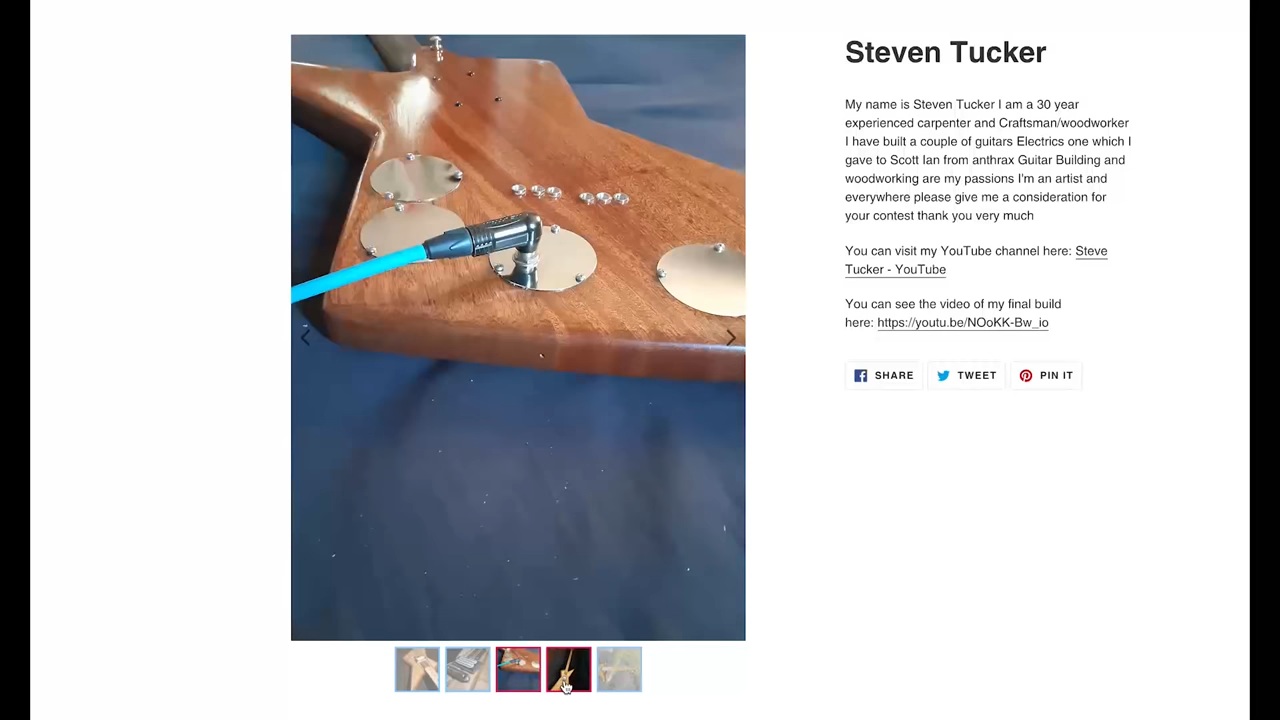 Steven Tucker
My name is Steven Tucker I am a 30 year
experienced carpenter and Craftsman/woodworker
I have built a couple of guitars Electrics one which I
gave to Scott Ian from anthrax Guitar Building and
woodworking are my passions I'm an artist and
everywhere please give me a consideration for
your contest thank you very much
You can visit my YouTube channel here: Steve
Tucker - YouTube
You can see the video of my final build
here: https://youtu.be/NOoKK-Bw_io
SHARE TWEET PIN IT